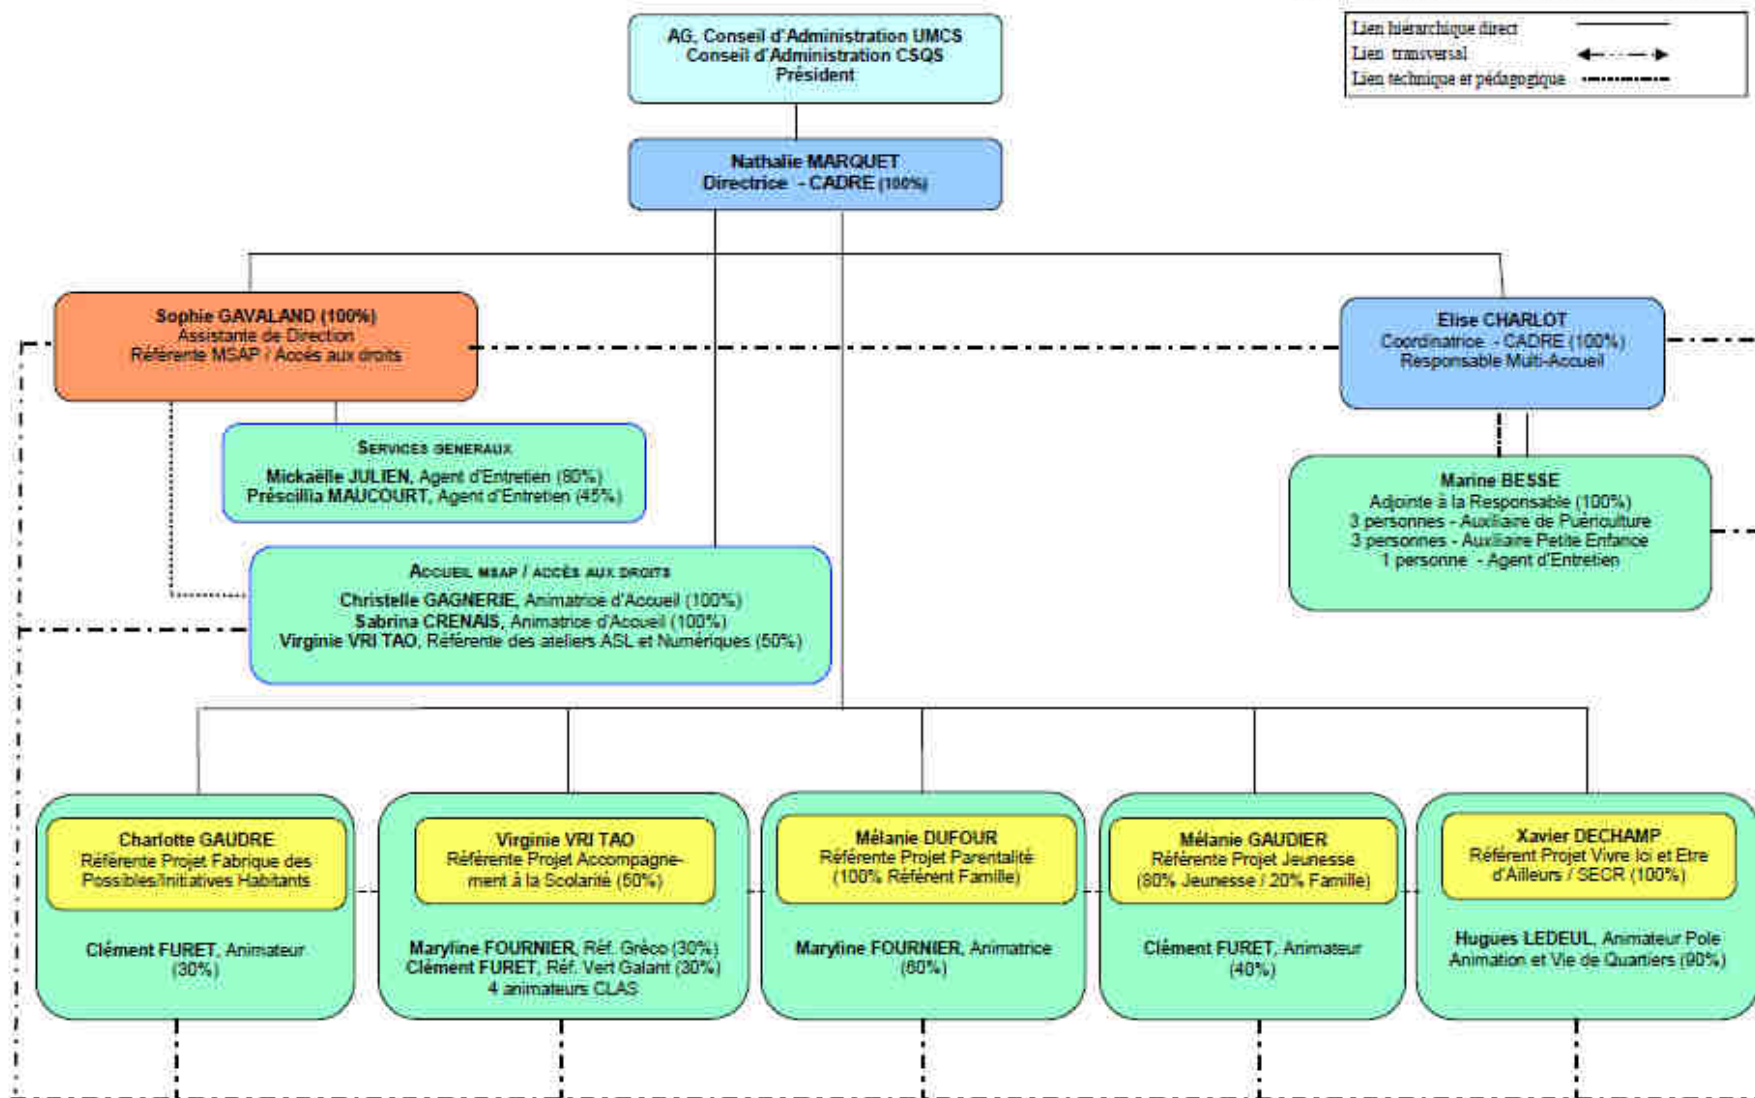 AG, Conseil d'Administration UMCS
Conseil d'Administration CSQS
Président
Lien hiérarchique direct
Lien transversal
Lien technique et pédagogique
Nathalie MARQUET
Directrice - CADRE (100%)
Sophie GAVALAND (100%)
Assistante de Direction
Référente MSAP / Accès aux droits
Elise CHARLOT
Coordinatrice - CADRE (100%)
Responsable Multi-Accueil
SERVICES GENERAUX
Mickaëlle JULIEN, Agent d'Entretien (80%)
Préscillia MAUCOURT, Agent d'Entretien (45%)
Marine BESSE
Adjointe à la Responsable (100%)
3 personnes - Auxiliaire de Puériculture
3 personnes - Auxiliaire Petite Enfance
1 personne - Agent d'Entretien
ACCUEIL MSAP / ACCÈS AUX DROITS
Christelle GAGNERIE, Animatrice d'Accueil (100%)
Sabrina CRENAIS, Animatrice d'Accueil (100%)
Virginie VRI TAO, Référente des ateliers ASL et Numériques (50%)
Charlotte GAUDRE
Référente Projet Fabrique des
Possibles/Initiatives Habitants
Clément FURET, Animateur
(30%)
Virginie VRI TAO
Référente Projet Accompagne-
ment à la Scolarité (50%)
Maryline FOURNIER, Réf. Gréco (30%)
Clément FURET, Réf. Vert Galant (30%)
4 animateurs CLAS
Mélanie DUFOUR
Référente Projet Parentalité
(100% Référent Famille)
Maryline FOURNIER, Animatrice
(60%)
Mélanie GAUDIER
Référente Projet Jeunesse
(80% Jeunesse / 20% Famille)
Clément FURET, Animateur
(40%)
Xavier DECHAMP
Référent Projet Vivre Ici et Etre
d'Ailleurs / SECR (100%)
Hugues LEDEUL, Animateur Pole
Animation et Vie de Quartiers (90%)